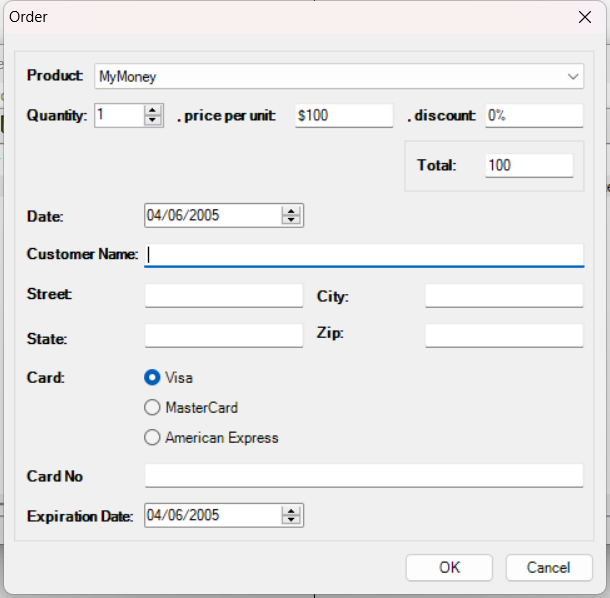 Order
Product: MyMoney
Quantity: 1 . price per unit: $100 . discount: 0%
Total: 100
Date: 04/06/2005
Customer Name:
Street: City:
State: Zip:
Card: Visa
MasterCard
American Express
Card No
Expiration Date: 04/06/2005
OK Cancel